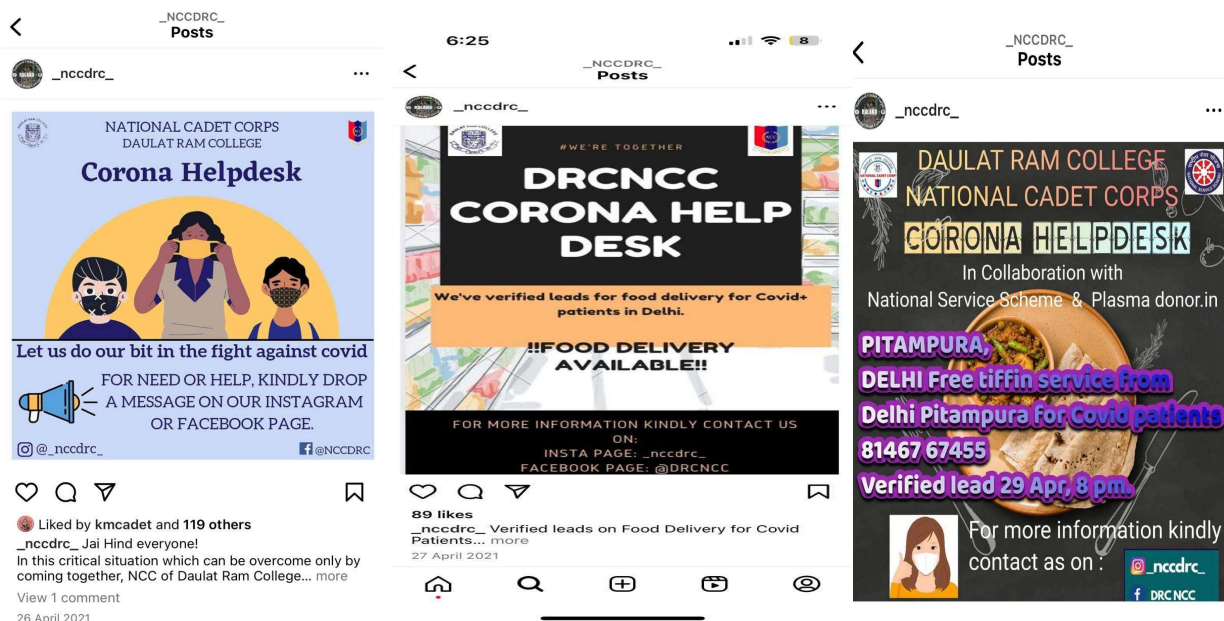 _NCCDRC_
Posts
_nccdrc_
NATIONAL CADET CORPS
DAULAT RAM COLLEGE
Corona Helpdesk
Let us do our bit in the fight against covid
FOR NEED OR HELP, KINDLY DROP
A MESSAGE ON OUR INSTAGRAM
OR FACEBOOK PAGE.
@_nccdrc_
@NCCDRC
Liked by kmcadet and 119 others
_nccdrc_ Jai Hind everyone!
In this critical situation which can be overcome only by
coming together, NCC of Daulat Ram College... more
View 1 comment
26 April 2021
6:25
8
_NCCDRC_
Posts
_nccdrc_
#WE'RE TOGETHER
DRCNCC
CORONA HELP
DESK
We've verified leads for food delivery for Covid+
patients in Delhi.
!!FOOD DELIVERY
AVAILABLE!!
FOR MORE INFORMATION KINDLY CONTACT US
ON:
INSTA PAGE: _nccdrc_
FACEBOOK PAGE: @DRCNCC
89 likes
_nccdrc_ Verified leads on Food Delivery for Covid
Patients... more
27 April 2021
_NCCDRC_
Posts
_nccdrc_
DAULAT RAM COLLEGE
NATIONAL CADET CORPS
CORONA HELPDESK
In Collaboration with
National Service Scheme & Plasma donor.in
PITAMPURA,
DELHI Free tiffin service from
Delhi Pitampura for Covid patients
81467 67455
Verified lead 29 Apr, 8 pm.
For more information kindly
contact as on :
_nccdrc_
DRC NCC